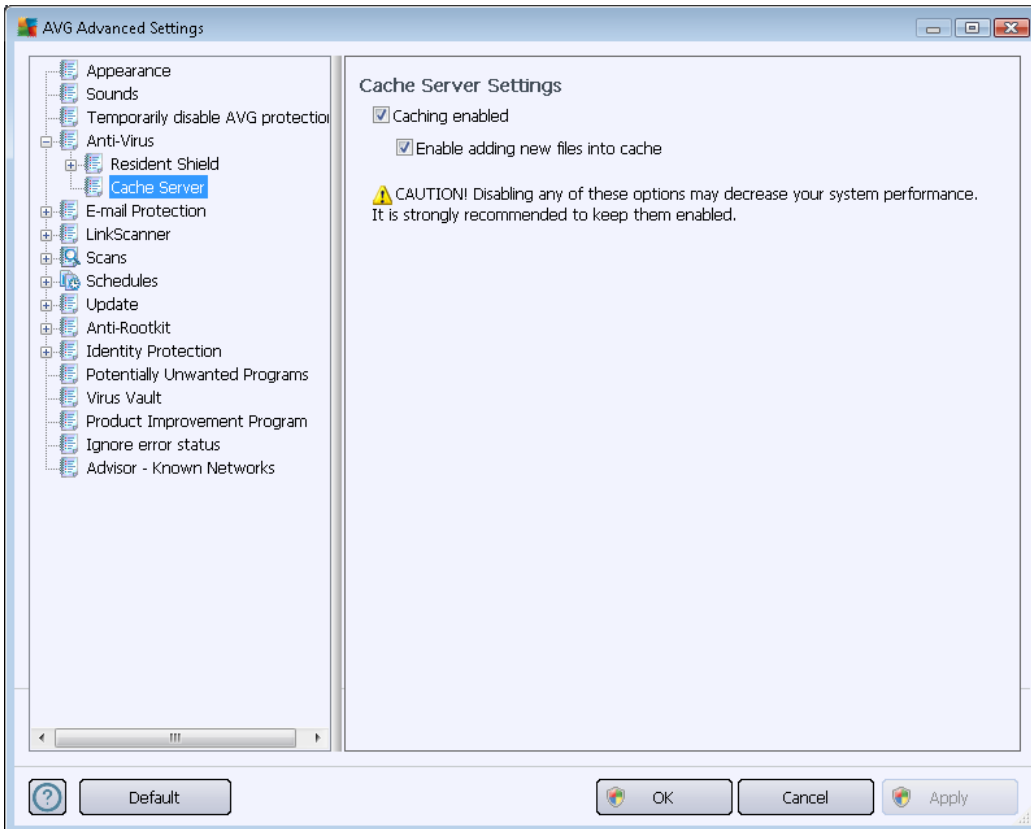 AVG Advanced Settings
Appearance
Sounds
Temporarily disable AVG protection
Anti-Virus
Resident Shield
Cache Server
E-mail Protection
LinkScanner
Scans
Schedules
Update
Anti-Rootkit
Identity Protection
Potentially Unwanted Programs
Virus Vault
Product Improvement Program
Ignore error status
Advisor - Known Networks
Cache Server Settings
Caching enabled
Enable adding new files into cache
CAUTION! Disabling any of these options may decrease your system performance.
It is strongly recommended to keep them enabled.
Default
OK
Cancel
Apply